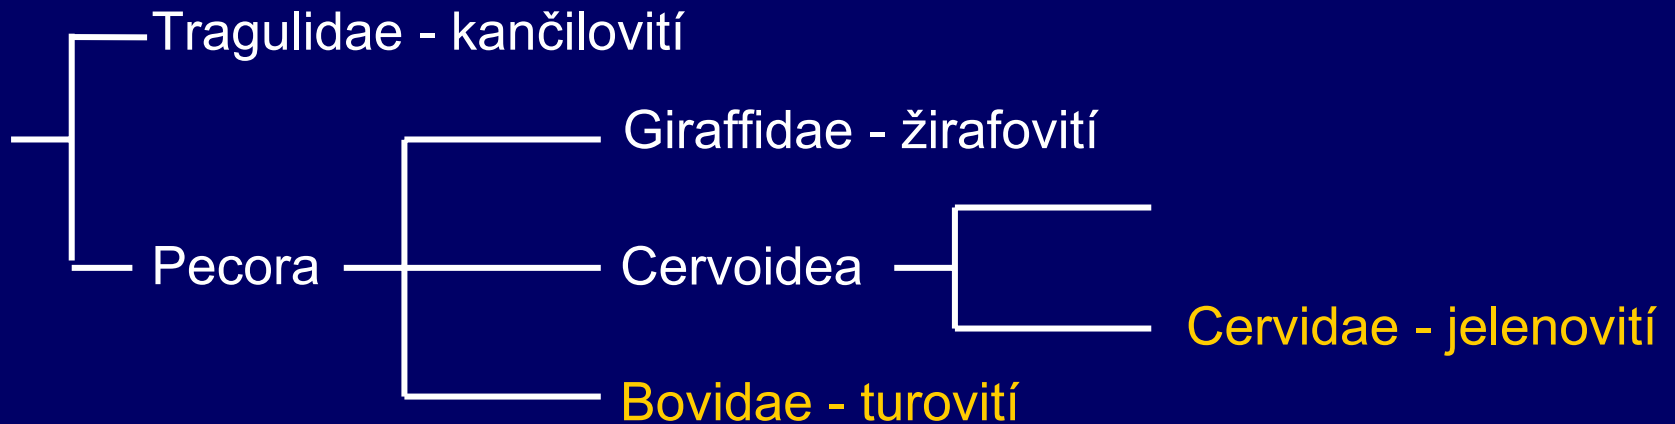 Tragulidae - kančilovití
Giraffidae - žirafovití
Pecora
Cervoidea
Cervidae - jelenovití
Bovidae - turovití